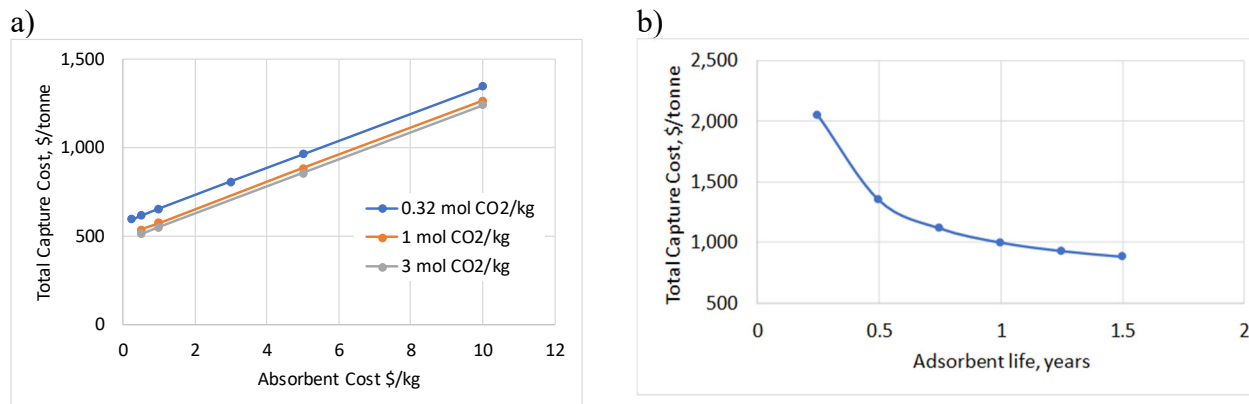 a)
1,500
1,000
500
0
0 2 4 6 8 10 12
Total Capture Cost, $/tonne
Absorbent Cost $/kg
0.32 mol CO2/kg
1 mol CO2/kg
3 mol CO2/kg
b)
2,500
2,000
1,500
1,000
500
0 0.5 1 1.5 2
Total Capture Cost, $/tonne
Adsorbent life, years